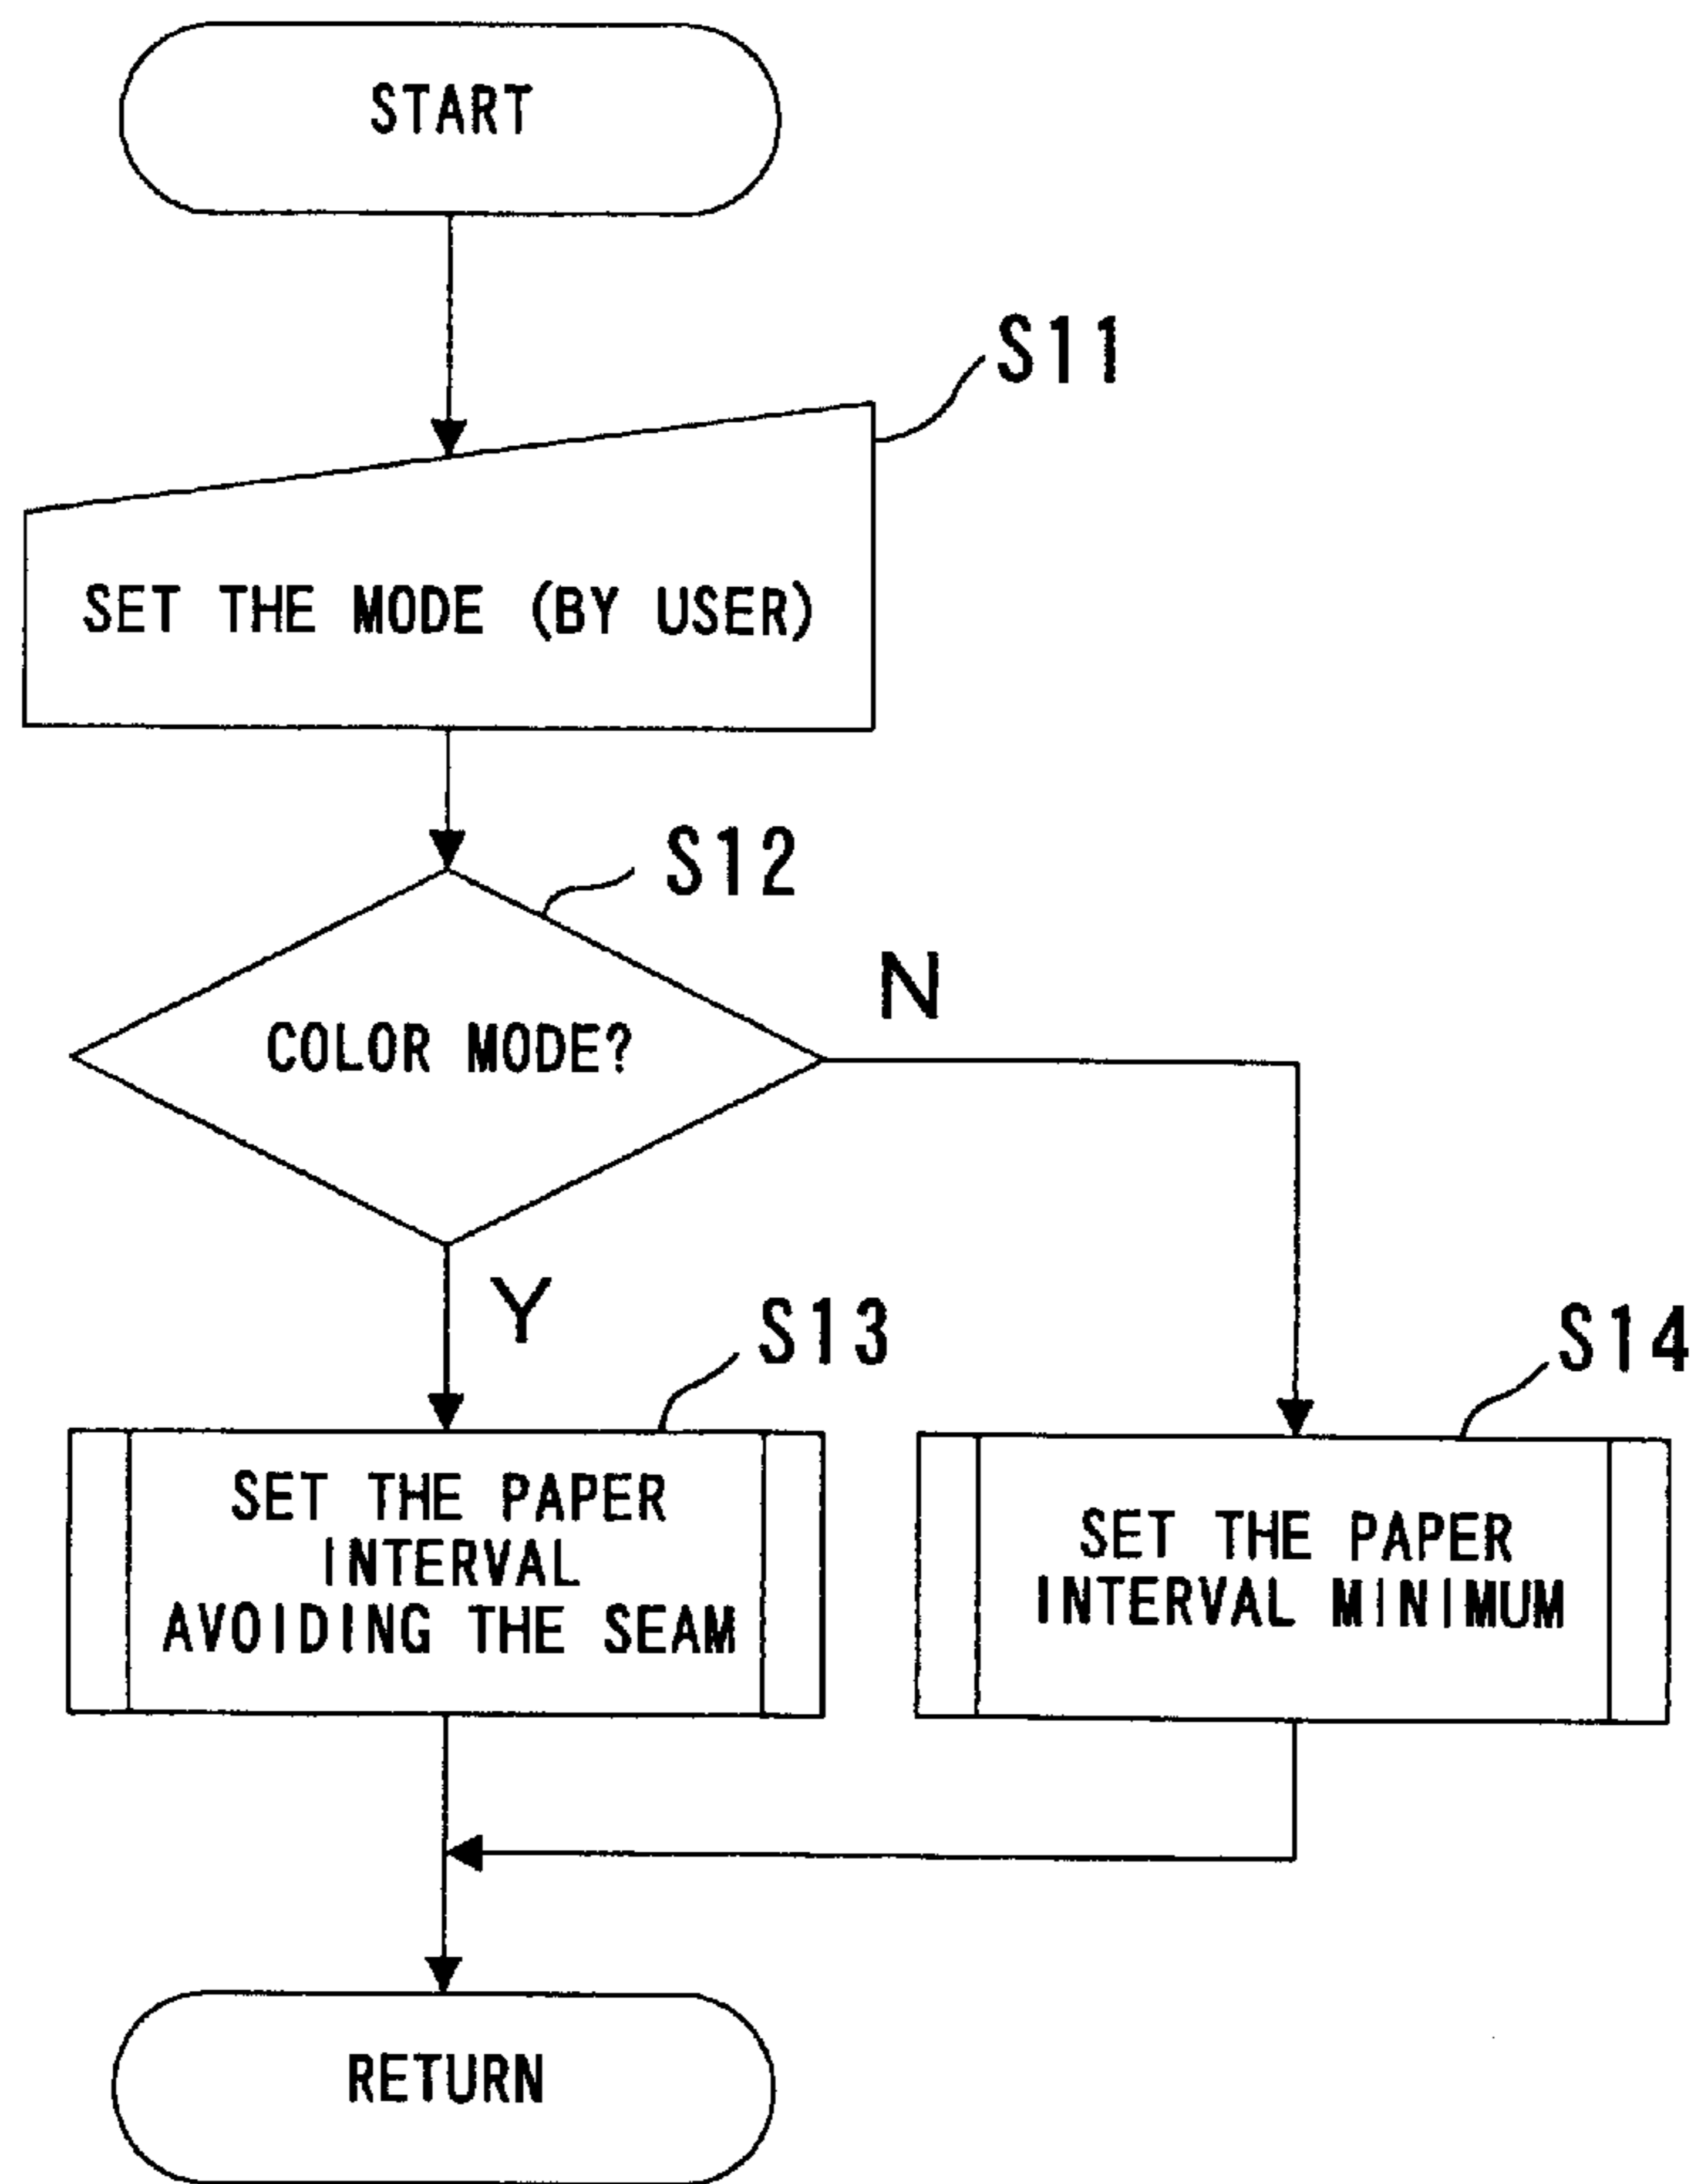 START
S11
SET THE MODE (BY USER)
S12
N
COLOR MODE?
Y
S13
S14
SET THE PAPER
INTERVAL
AVOIDING THE SEAM
SET THE PAPER
INTERVAL MINIMUM
RETURN